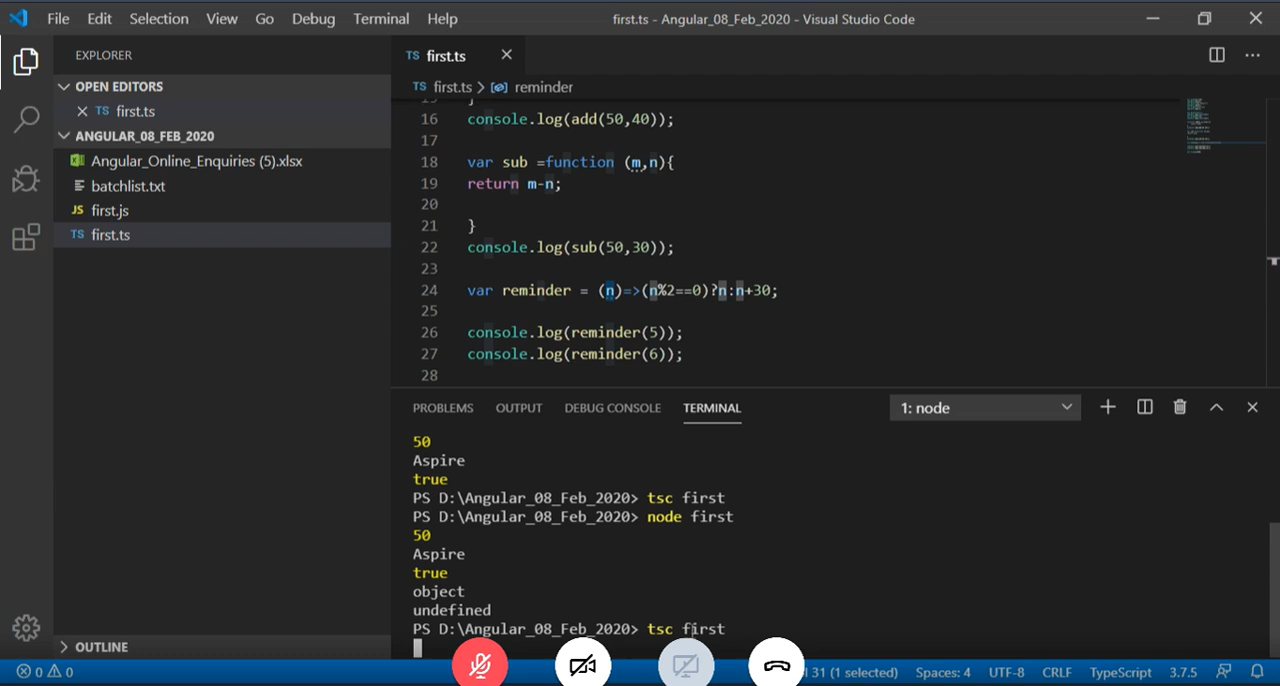 File Edit Selection View Go Debug Terminal Help first.ts - Angular_08_Feb_2020 - Visual Studio Code
EXPLORER
OPEN EDITORS
TS first.ts
ANGULAR_08_FEB_2020
Angular_Online_Enquiries (5).xlsx
batchlist.txt
JS first.js
TS first.ts
OUTLINE
TS first.ts
TS first.ts > reminder
16 console.log(add(50,40));
17
18 var sub =function (m,n){
19 return m-n;
20
21 }
22 console.log(sub(50,30));
23
24 var reminder = (n)=>(n%2==0)?n:n+30;
25
26 console.log(reminder(5));
27 console.log(reminder(6));
28
PROBLEMS OUTPUT DEBUG CONSOLE TERMINAL 1: node
50
Aspire
true
PS D:\Angular_08_Feb_2020> tsc first
PS D:\Angular_08_Feb_2020> node first
50
Aspire
true
object
undefined
PS D:\Angular_08_Feb_2020> tsc first
0 0 31 (1 selected) Spaces: 4 UTF-8 CRLF TypeScript 3.7.5